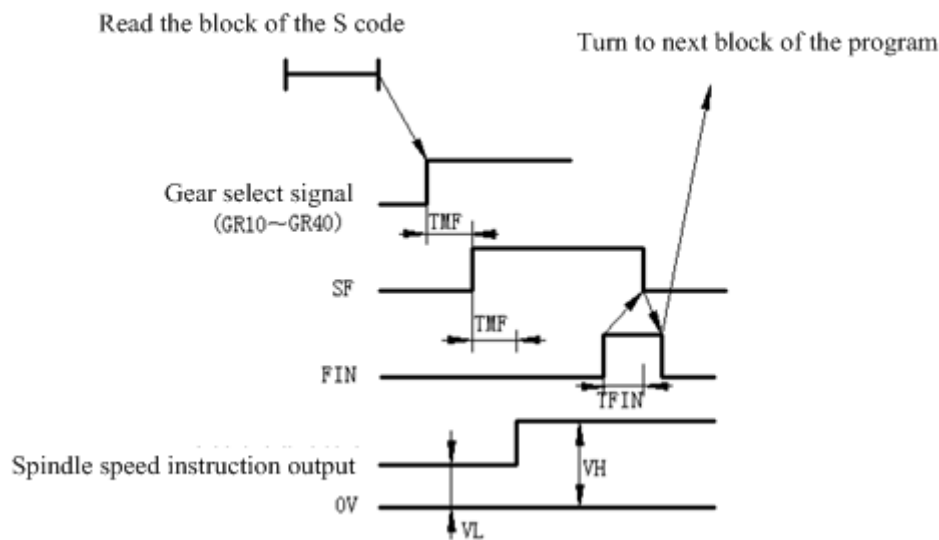 Read the block of the S code
Turn to next block of the program
Gear select signal
(GR10～GR40)
TMF
SF
TMF
FIN
TFIN
Spindle speed instruction output
VH
0V
VL